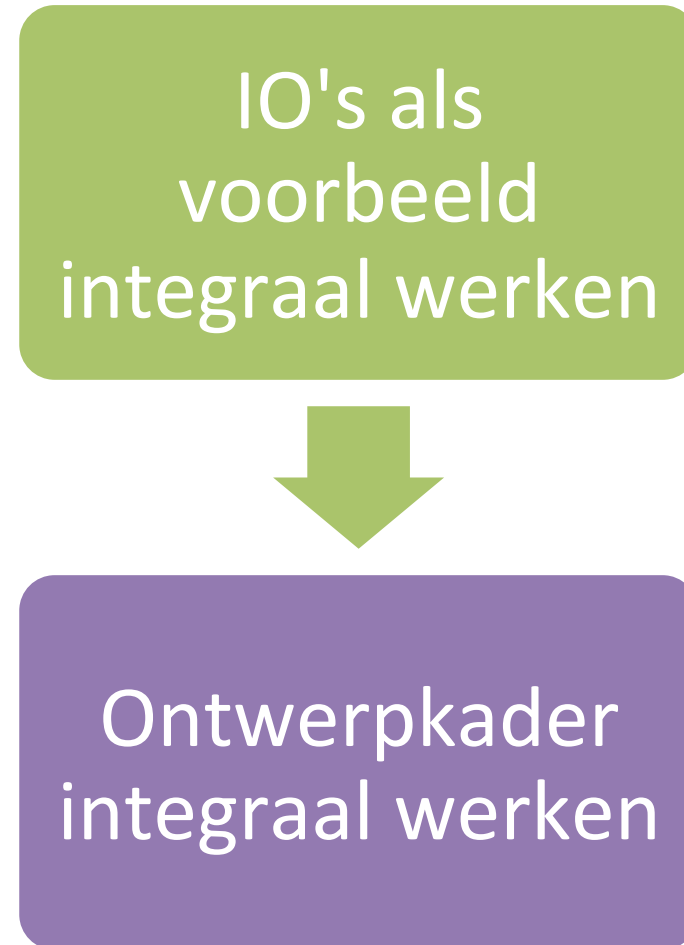 IO's als
voorbeeld
integraal werken
Ontwerpkader
integraal werken